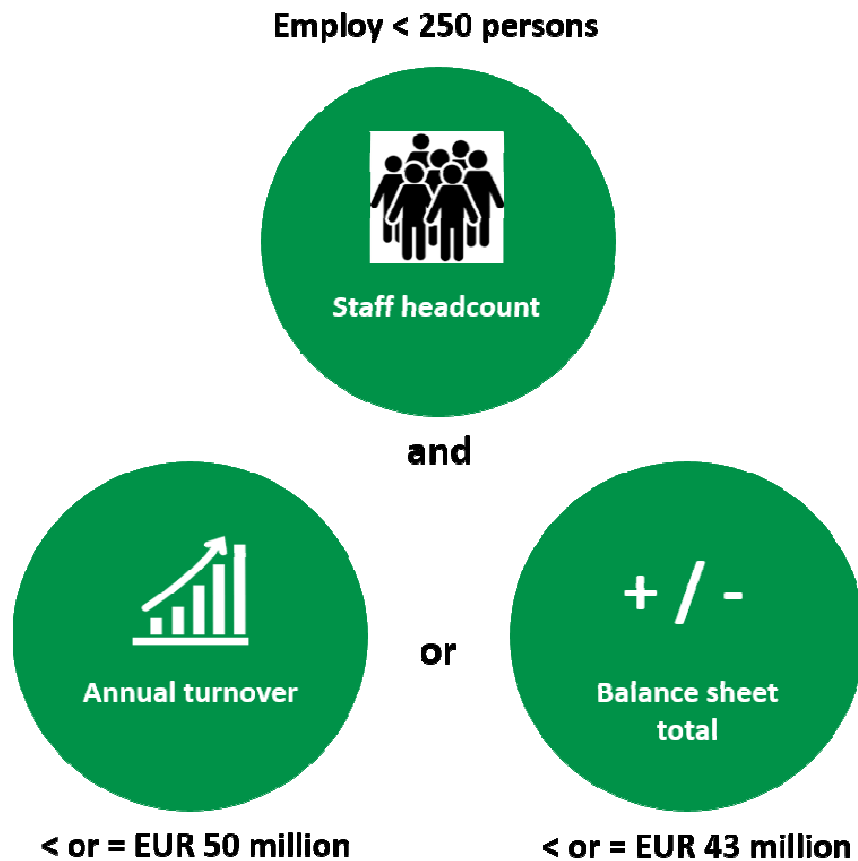 Employ < 250 persons
Staff headcount
and
+ / -
or
Annual turnover
Balance sheet
total
< or = EUR 50 million
< or = EUR 43 million